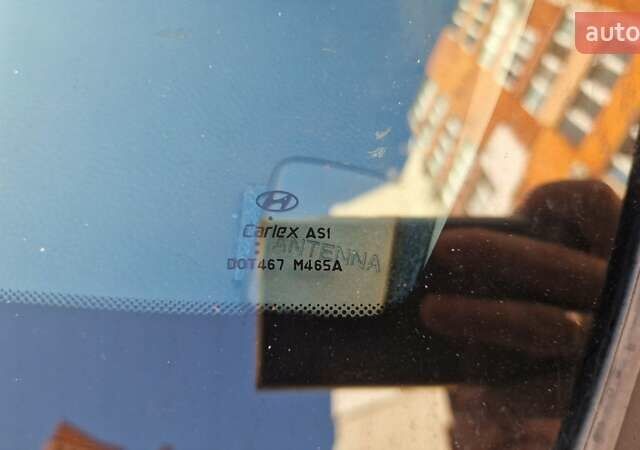 auto
Carlex AS1
ANTENNA
DOT467 M465A